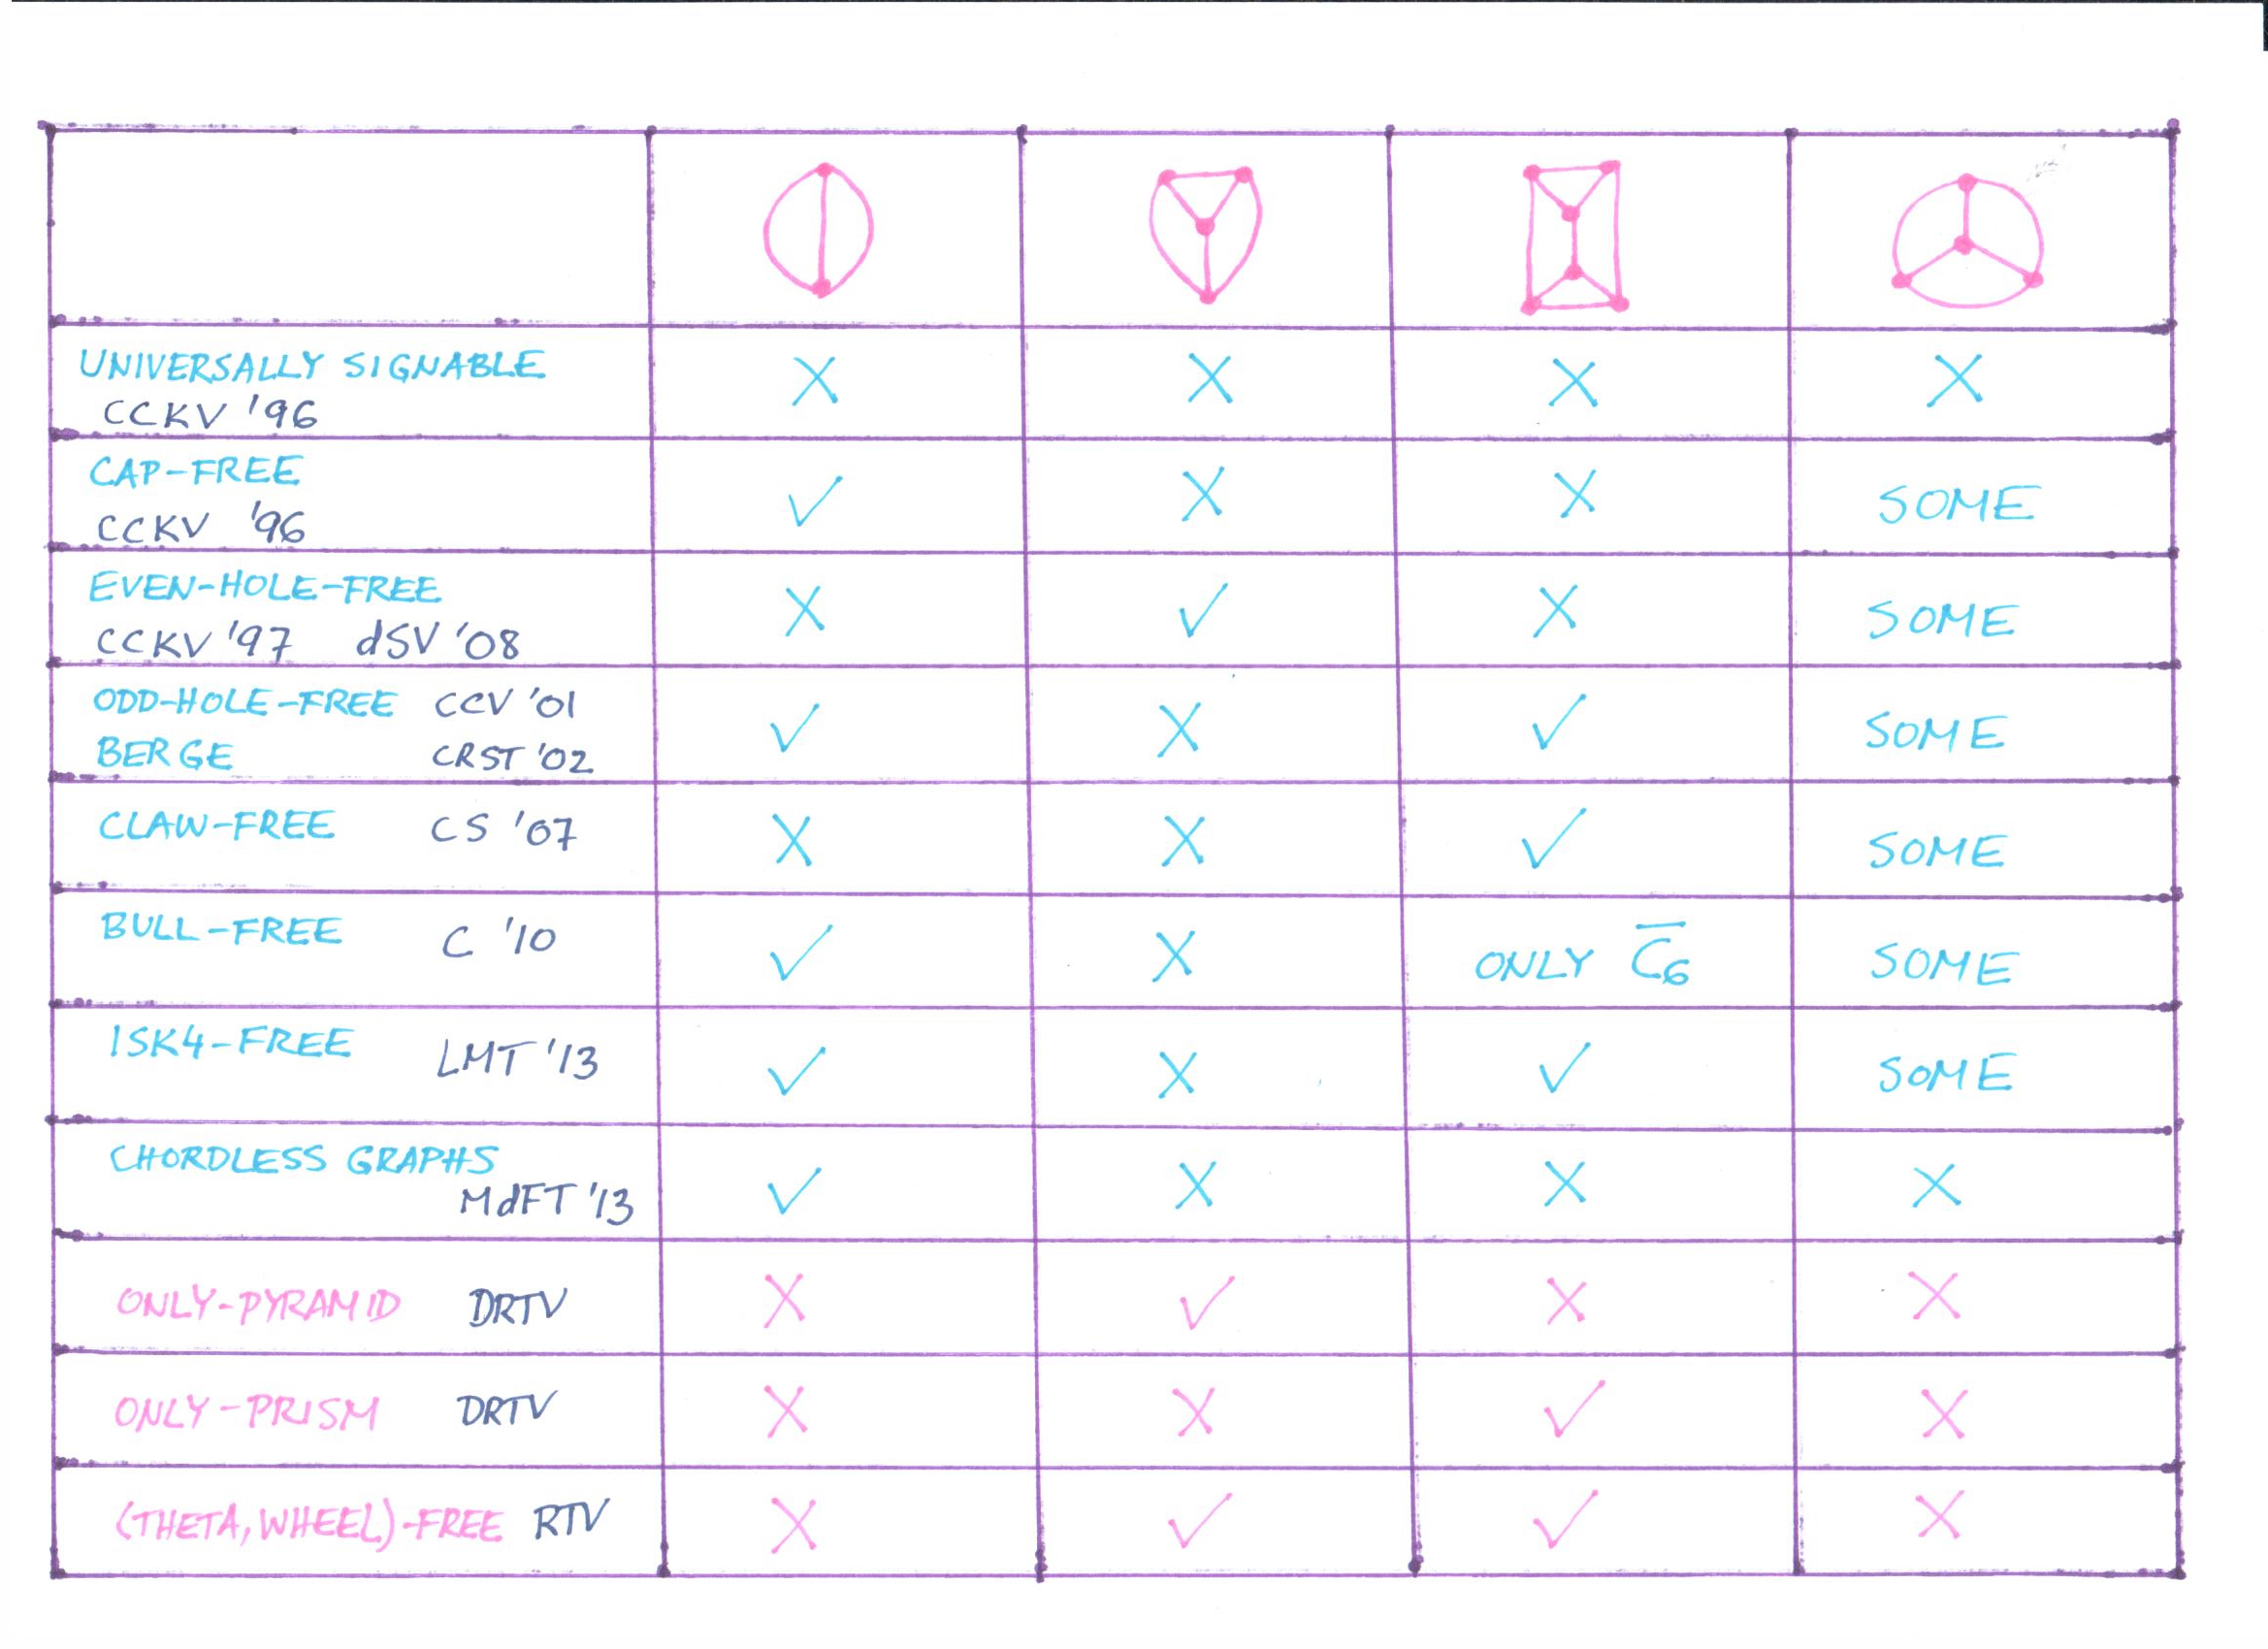 UNIVERSALLY SIGNABLE
CCKV '96
X X X X
CAP-FREE
CCKV '96
✓ X X SOME
EVEN-HOLE-FREE
CCKV '97 dSV '08
X ✓ X SOME
ODD-HOLE-FREE CCV '01
BERGE CRST '02
✓ X ✓ SOME
CLAW-FREE CS '07
X X ✓ SOME
BULL-FREE C '10
✓ X ONLY C̅6 SOME
ISK4-FREE LMT '13
✓ X ✓ SOME
CHORDLESS GRAPHS
MdFT '13
✓ X X X
ONLY-PYRAMID DRTV
X ✓ X X
ONLY-PRISM DRTV
X X ✓ X
(THETA, WHEEL)-FREE RTV
X ✓ ✓ X